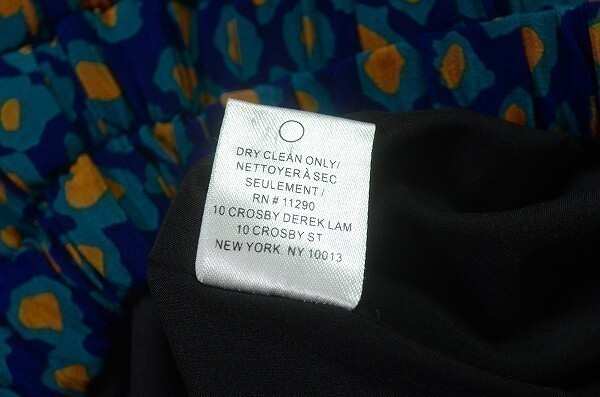 DRY CLEAN ONLY/
NETTOYER À SEC
SEULEMENT /
RN # 11290
10 CROSBY DEREK LAM
10 CROSBY ST
NEW YORK NY 10013